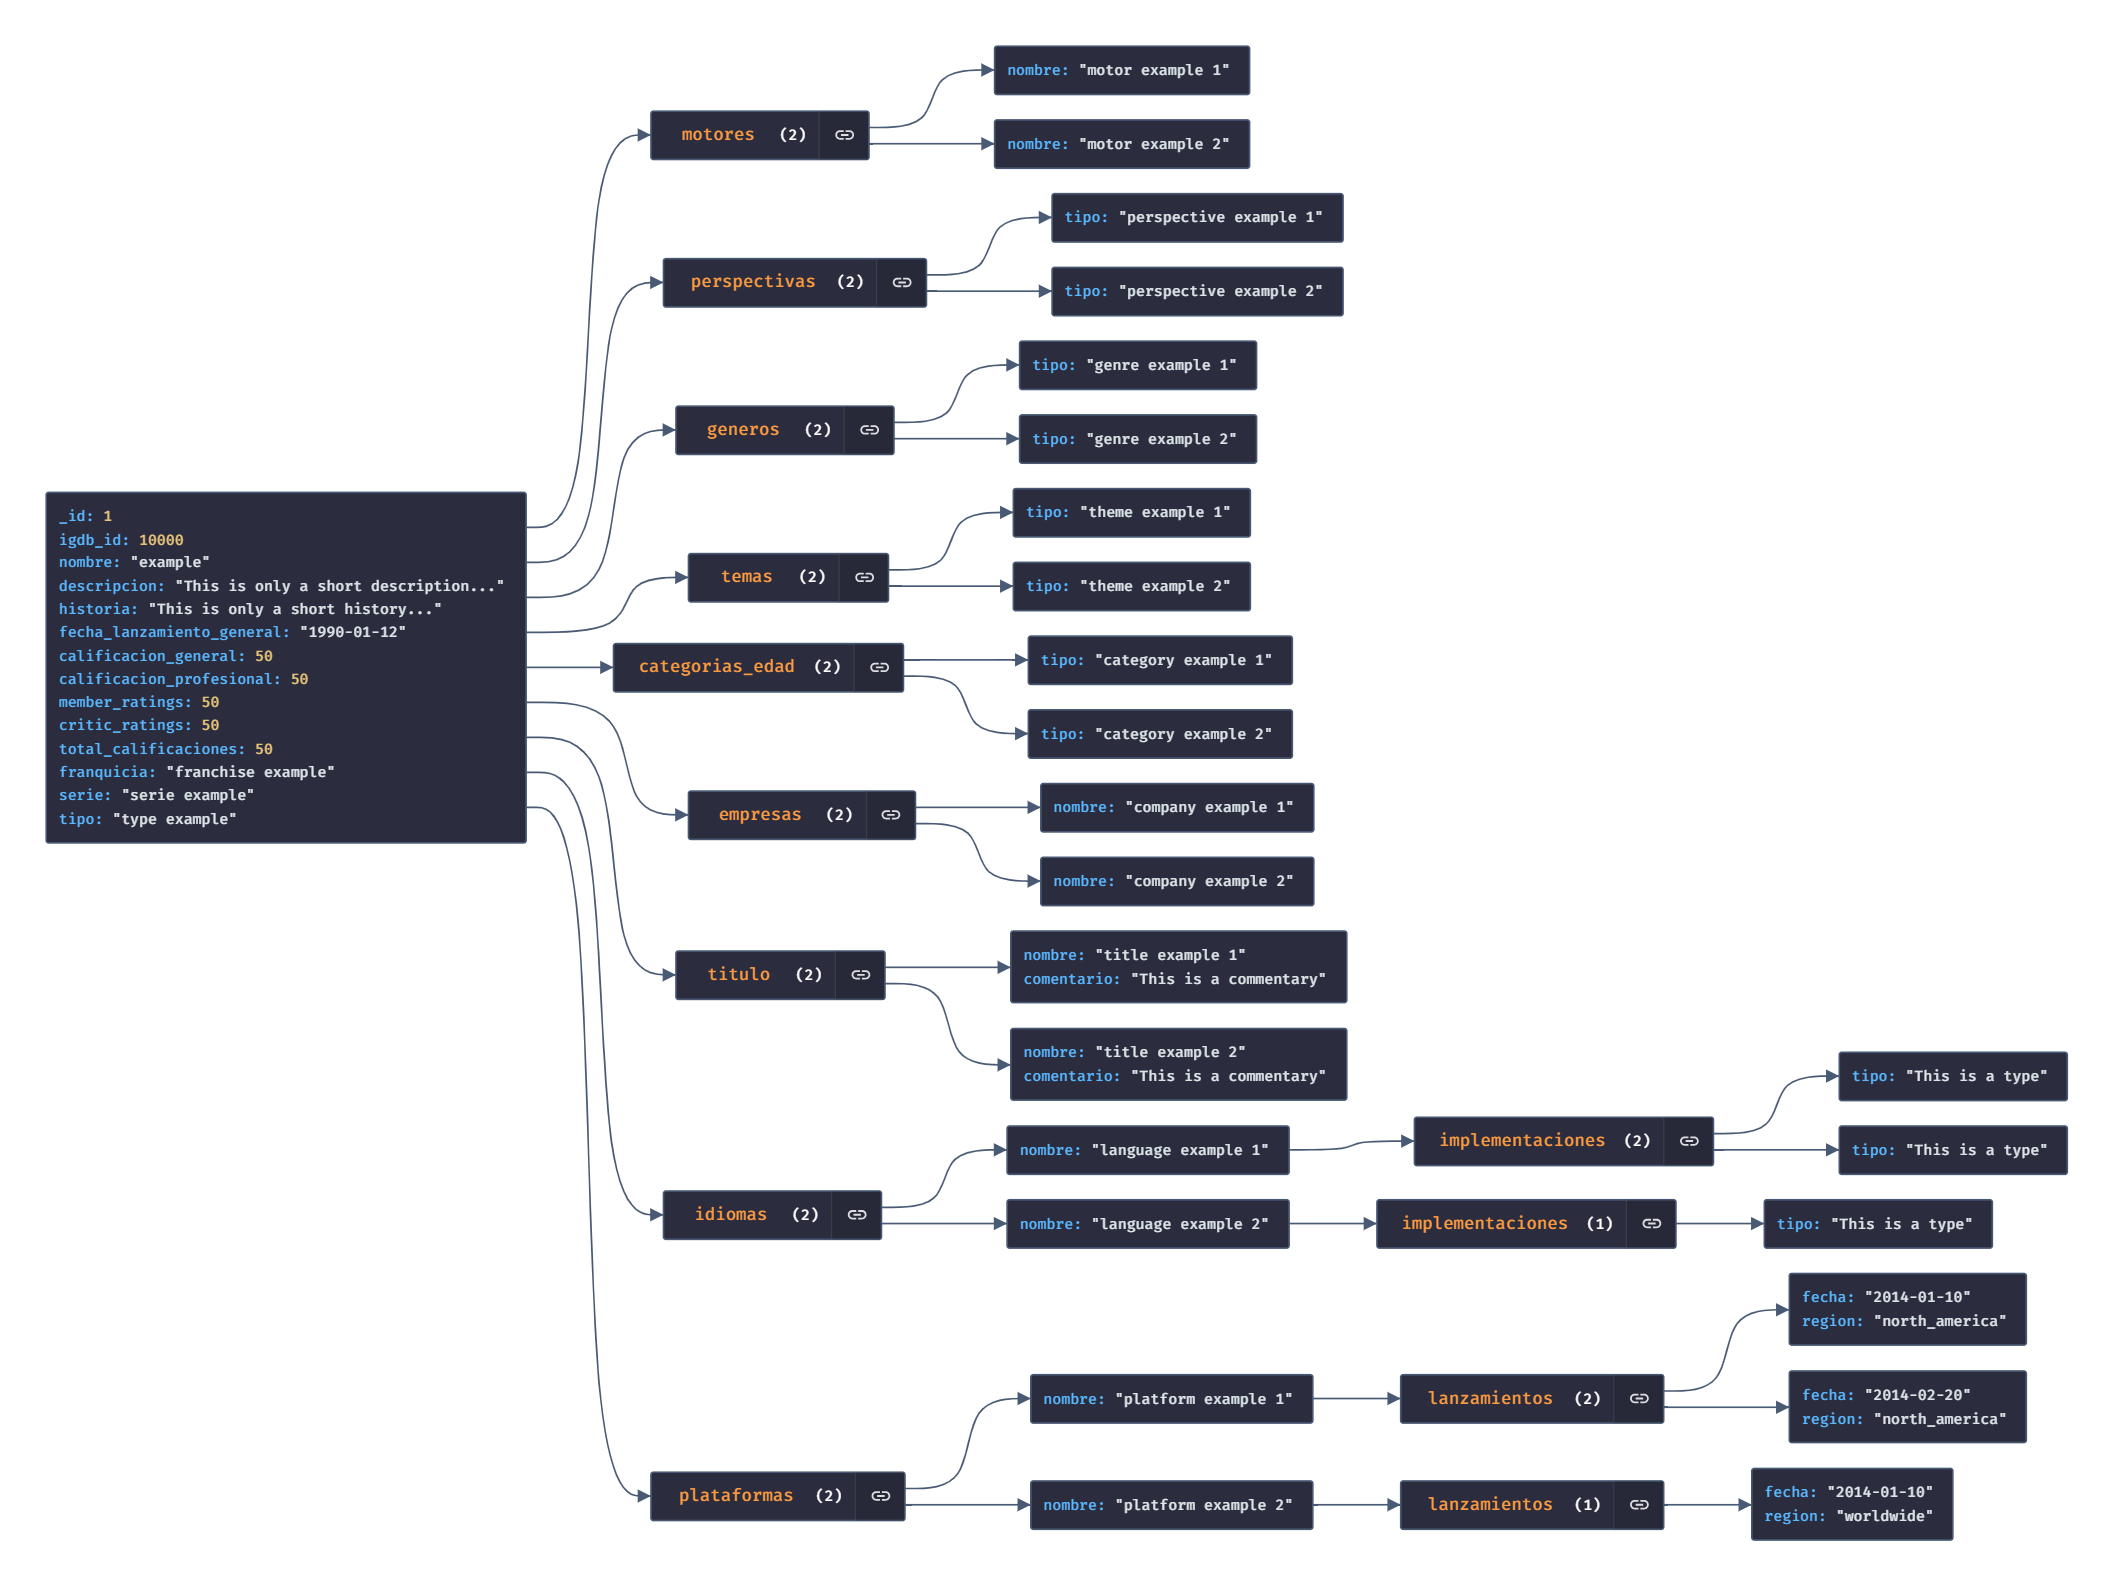 _id: 1
igdb_id: 10000
nombre: "example"
descripcion: "This is only a short description..."
historia: "This is only a short history..."
fecha_lanzamiento_general: "1990-01-12"
calificacion_general: 50
calificacion_profesional: 50
member_ratings: 50
critic_ratings: 50
total_calificaciones: 50
franquicia: "franchise example"
serie: "serie example"
tipo: "type example"
motores (2)
nombre: "motor example 1"
nombre: "motor example 2"
perspectivas (2)
tipo: "perspective example 1"
tipo: "perspective example 2"
generos (2)
tipo: "genre example 1"
tipo: "genre example 2"
temas (2)
tipo: "theme example 1"
tipo: "theme example 2"
categorias_edad (2)
tipo: "category example 1"
tipo: "category example 2"
empresas (2)
nombre: "company example 1"
nombre: "company example 2"
titulo (2)
nombre: "title example 1"
comentario: "This is a commentary"
nombre: "title example 2"
comentario: "This is a commentary"
idiomas (2)
nombre: "language example 1"
implementaciones (2)
tipo: "This is a type"
tipo: "This is a type"
nombre: "language example 2"
implementaciones (1)
tipo: "This is a type"
plataformas (2)
nombre: "platform example 1"
lanzamientos (2)
fecha: "2014-01-10"
region: "north_america"
fecha: "2014-02-20"
region: "north_america"
nombre: "platform example 2"
lanzamientos (1)
fecha: "2014-01-10"
region: "worldwide"